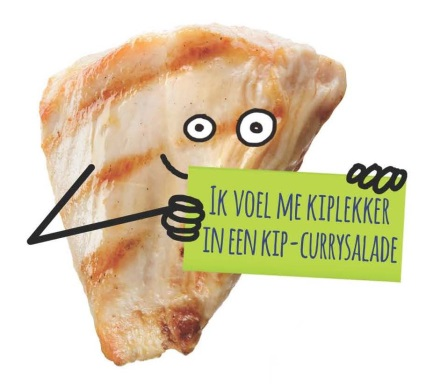 IK VOEL ME KIPLEKKER
IN EEN KIP-CURRYSALADE